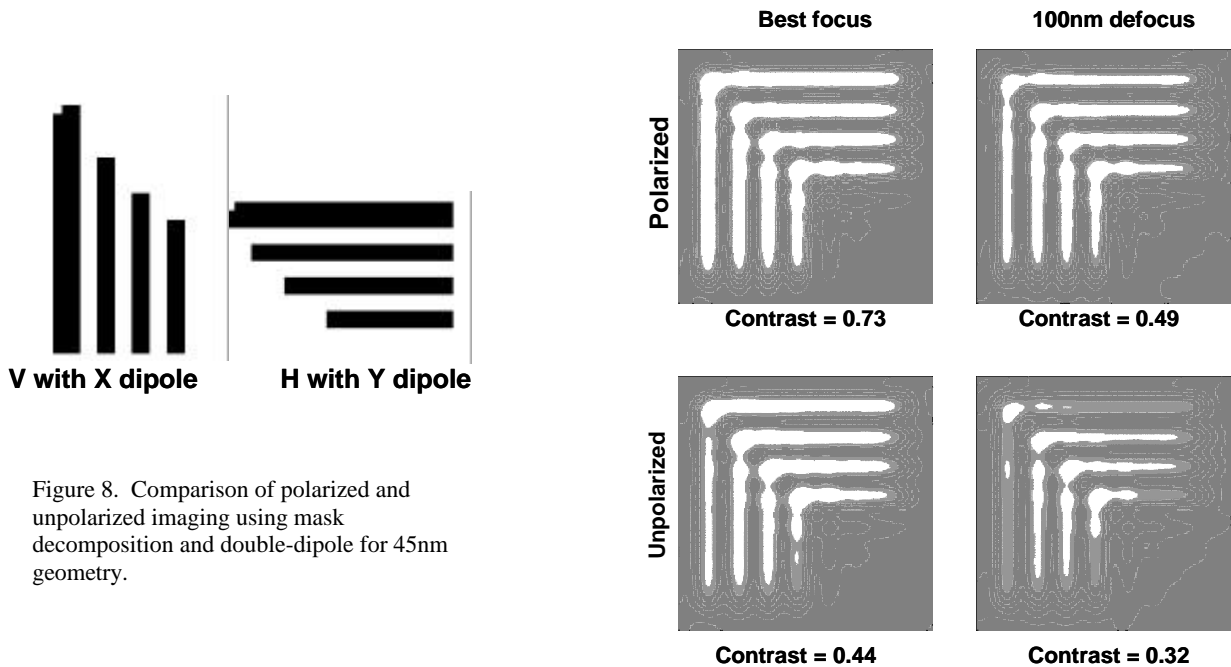 Best focus
100nm defocus
Polarized
Contrast = 0.73
Contrast = 0.49
V with X dipole
H with Y dipole
Unpolarized
Contrast = 0.44
Contrast = 0.32
Figure 8. Comparison of polarized and
unpolarized imaging using mask
decomposition and double-dipole for 45nm
geometry.